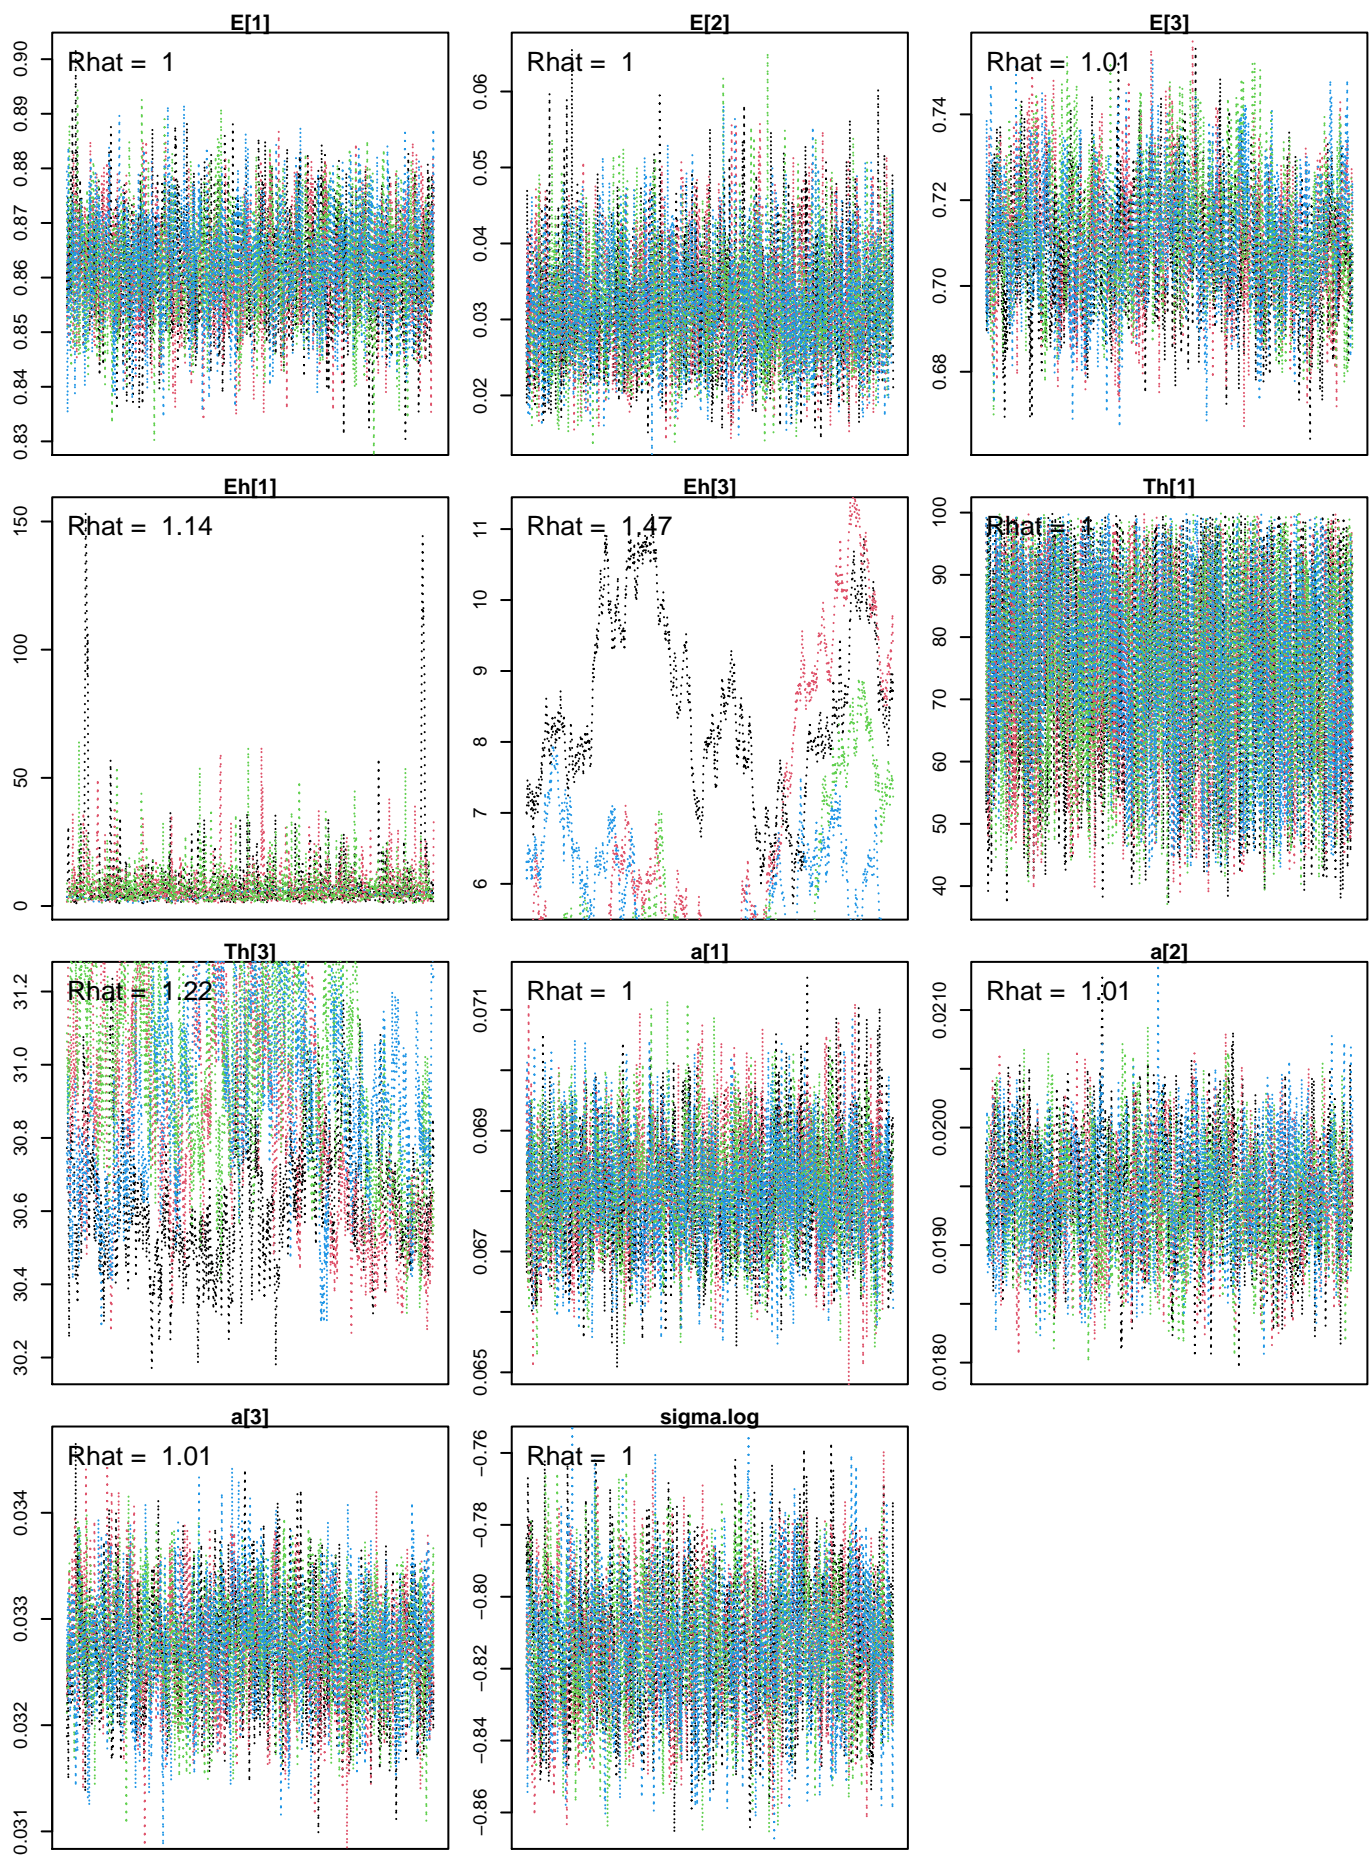 E[1]
Rhat = 1
0.90
0.89
0.88
0.87
0.86
0.85
0.84
0.83
E[2]
Rhat = 1
0.06
0.05
0.04
0.03
0.02
E[3]
Rhat = 1.01
0.74
0.72
0.70
0.68
Eh[1]
Rhat = 1.14
150
100
50
0
Eh[3]
Rhat = 1.47
11
10
9
8
7
6
Th[1]
Rhat = 1
100
90
80
70
60
50
40
Th[3]
Rhat = 1.22
31.2
31.0
30.8
30.6
30.4
30.2
a[1]
Rhat = 1
0.071
0.069
0.067
0.065
a[2]
Rhat = 1.01
0.0210
0.0200
0.0190
0.0180
a[3]
Rhat = 1.01
0.034
0.033
0.032
0.031
sigma.log
Rhat = 1
−0.76
−0.78
−0.80
−0.82
−0.84
−0.86